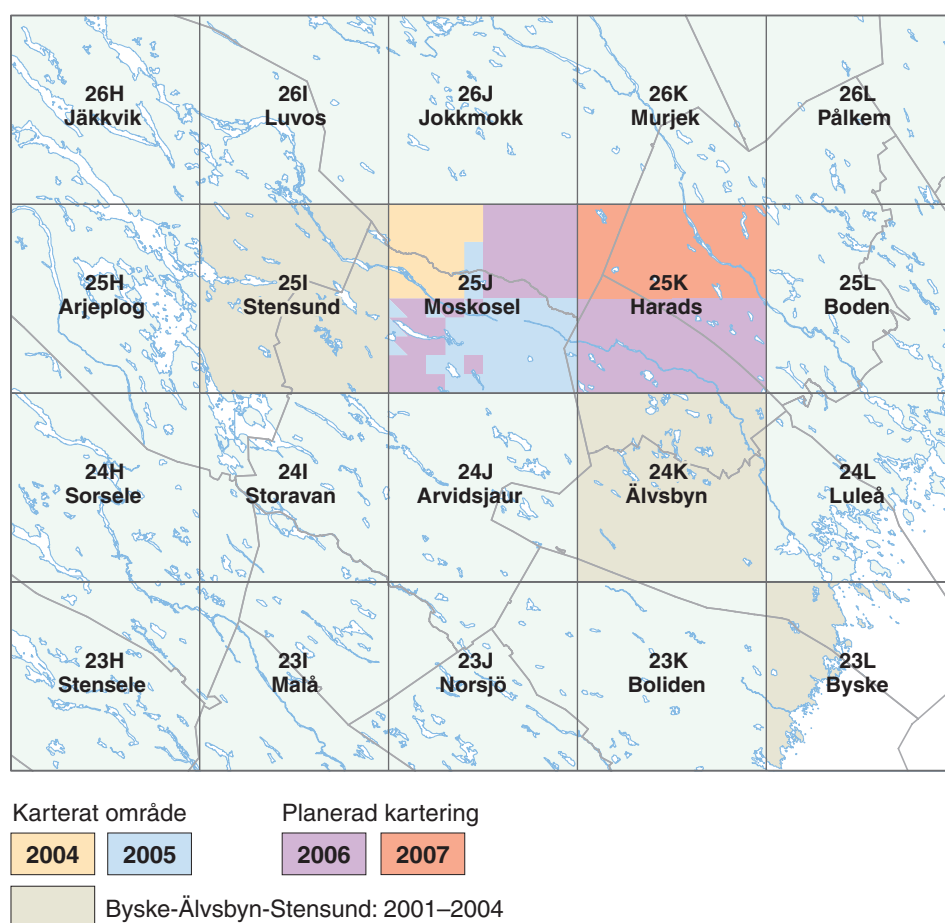 26H
Jäkkvik
26I
Luvos
26J
Jokkmokk
26K
Murjek
26L
Pålkem
25H
Arjeplog
25I
Stensund
25J
Moskosel
25K
Harads
25L
Boden
24H
Sorsele
24I
Storavan
24J
Arvidsjaur
24K
Älvsbyn
24L
Luleå
23H
Stensele
23I
Malå
23J
Norsjö
23K
Boliden
23L
Byske
Karterat område
Planerad kartering
2004
2005
2006
2007
Byske-Älvsbyn-Stensund: 2001–2004